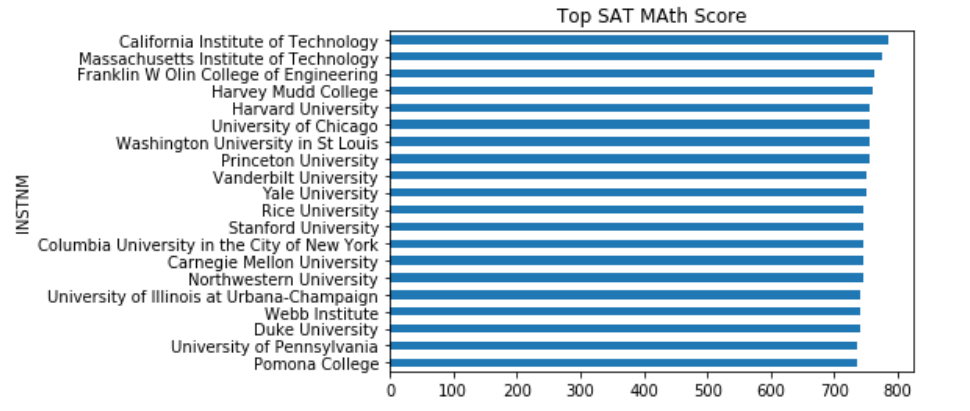 Top SAT MAth Score
California Institute of Technology
Massachusetts Institute of Technology
Franklin W Olin College of Engineering
Harvey Mudd College
Harvard University
University of Chicago
Washington University in St Louis
Princeton University
Vanderbilt University
Yale University
Rice University
Stanford University
Columbia University in the City of New York
Carnegie Mellon University
Northwestern University
University of Illinois at Urbana-Champaign
Webb Institute
Duke University
University of Pennsylvania
Pomona College
INSTNM
0 100 200 300 400 500 600 700 800